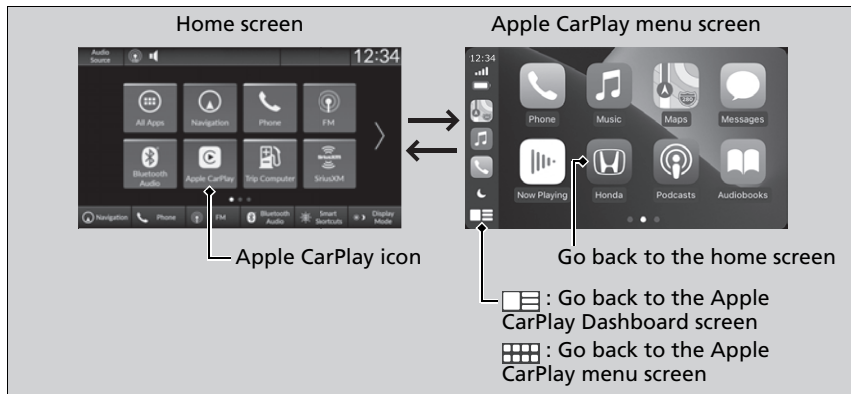 Home screen
Apple CarPlay menu screen
Audio
Source
12:34
All Apps
Navigation
Phone
FM
Bluetooth
Audio
Apple CarPlay
Trip Computer
SiriusXM
SiriusXM
Navigation
Phone
FM
Bluetooth
Audio
Smart
Shortcuts
Display
Mode
12:34
Phone
Music
280
Maps
Messages
Now Playing
Honda
Podcasts
Audiobooks
Apple CarPlay icon
Go back to the home screen
: Go back to the Apple
CarPlay Dashboard screen
: Go back to the Apple
CarPlay menu screen